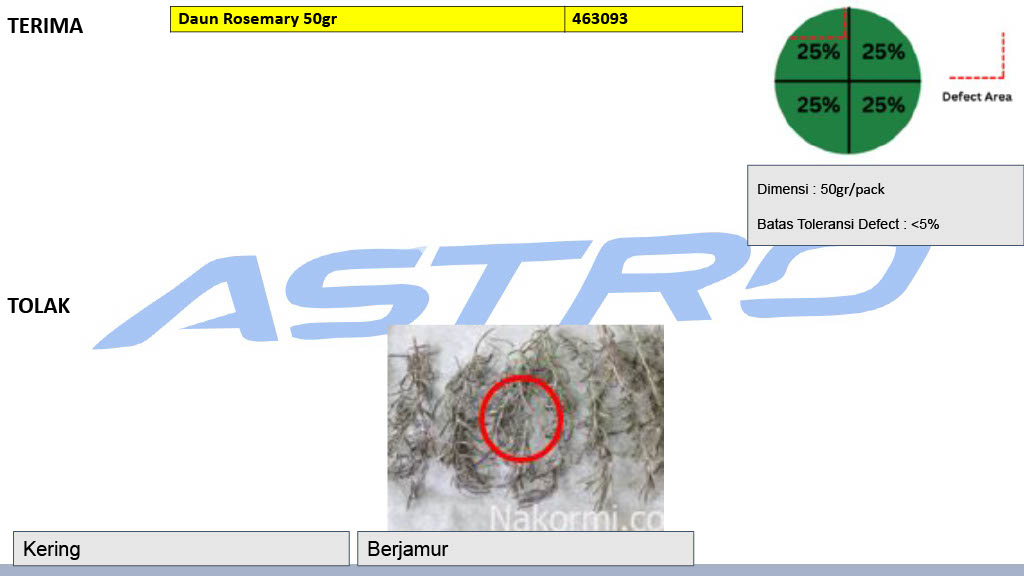 TERIMA
Daun Rosemary 50gr 463093
25% 25%
25% 25%
Defect Area
Dimensi : 50gr/pack
Batas Toleransi Defect : <5%
ASTRO
TOLAK
Nakormi.co
Kering
Berjamur